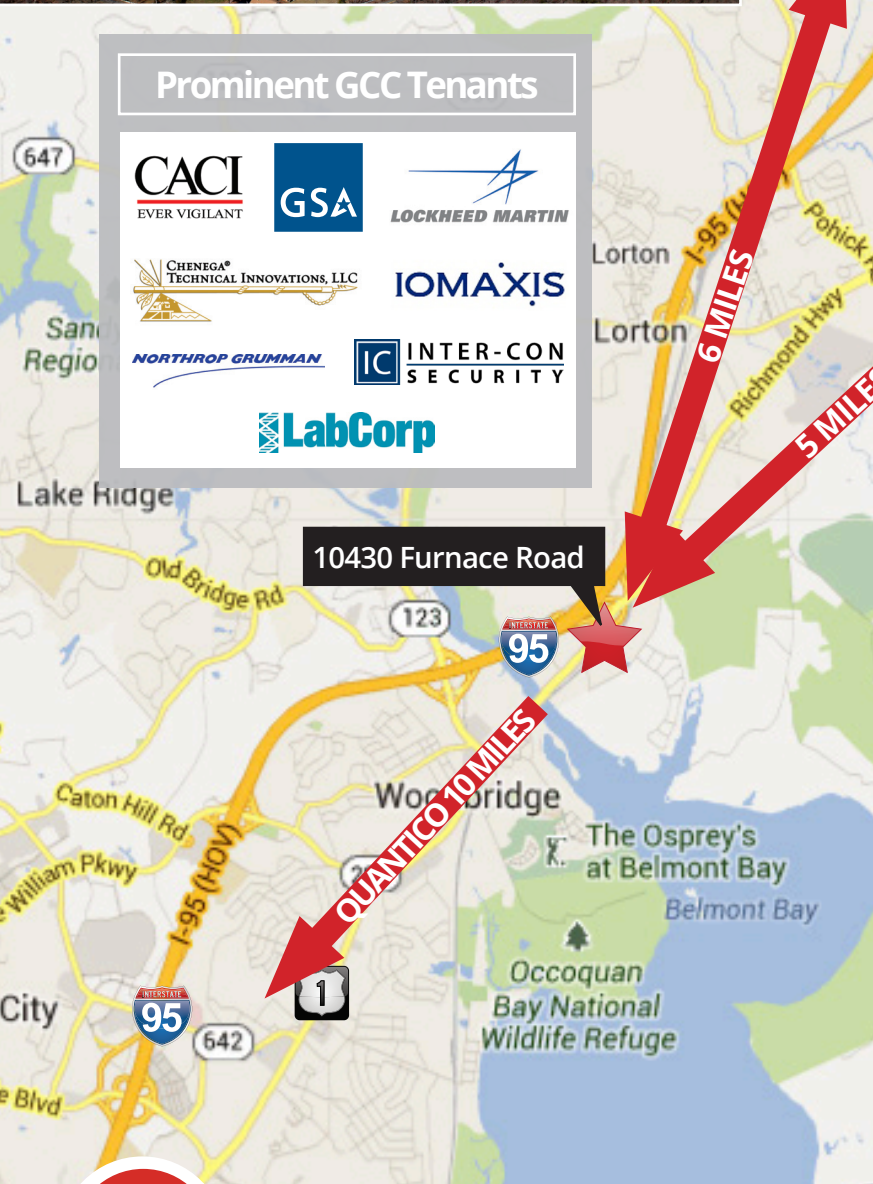 Prominent GCC Tenants
CACI
EVER VIGILANT
GSA
LOCKHEED MARTIN
CHENEGA®
TECHNICAL INNOVATIONS, LLC
IOMAXIS
NORTHROP GRUMMAN
IC INTER-CON
SECURITY
LabCorp
647
Lorton
I-95
Pohick
Lorton
6 MILES
Richmond Hwy
5 MILES
Regio
Lake Ridge
10430 Furnace Road
Old Bridge Rd
123
INTERSTATE
95
QUANTICO 10 MILES
Woodbridge
Caton Hill Rd
William Pkwy
I-95 (HOV)
The Osprey's
at Belmont Bay
Belmont Bay
Occoquan
Bay National
Wildlife Refuge
1
City
INTERSTATE
95
642
Blvd